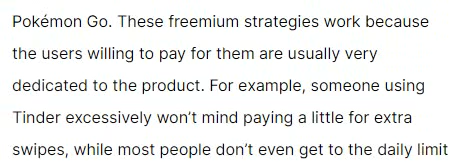 Pokémon Go. These freemium strategies work because
the users willing to pay for them are usually very
dedicated to the product. For example, someone using
Tinder excessively won’t mind paying a little for extra
swipes, while most people don’t even get to the daily limit